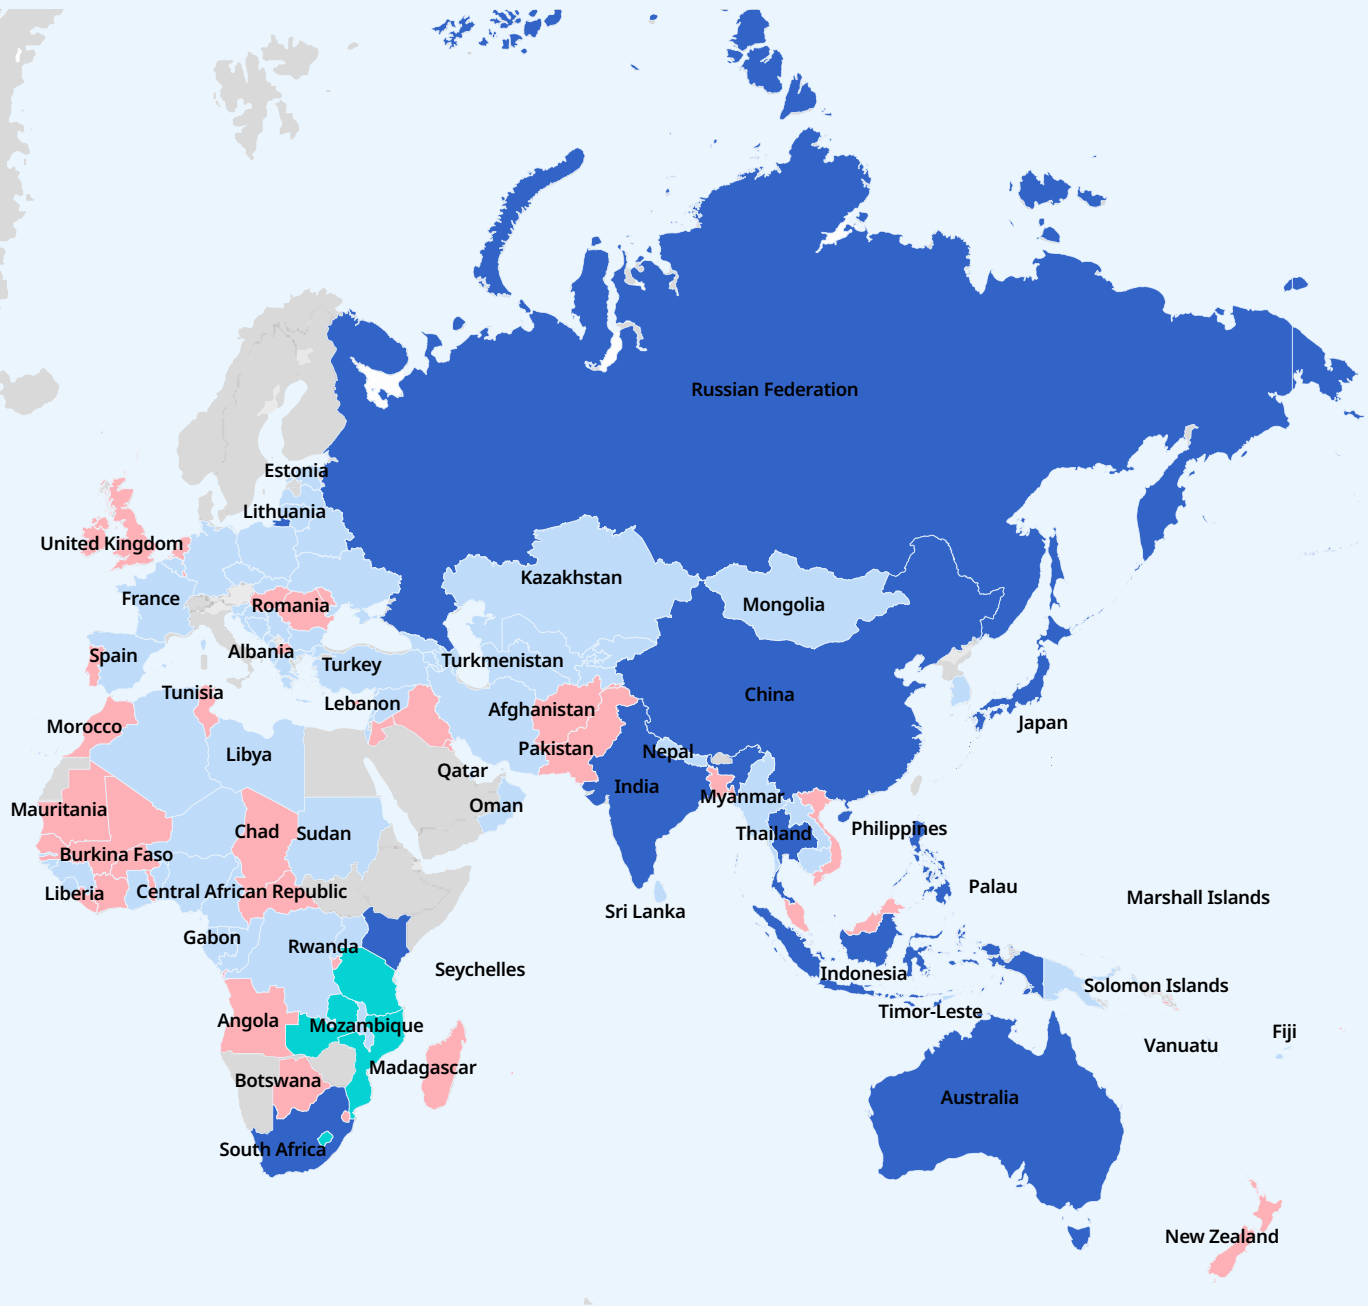 Russian Federation
Estonia
Lithuania
United Kingdom
Kazakhstan
France
Romania
Mongolia
Albania
Spain
Turkey
Turkmenistan
Tunisia
China
Lebanon
Afghanistan
Morocco
Japan
Pakistan
Nepal
Libya
Qatar
India
Myanmar
Oman
Mauritania
Chad
Sudan
Thailand
Philippines
Burkina Faso
Palau
Liberia
Central African Republic
Marshall Islands
Sri Lanka
Gabon
Rwanda
Seychelles
Indonesia
Solomon Islands
Timor-Leste
Angola
Mozambique
Fiji
Vanuatu
Madagascar
Botswana
Australia
South Africa
New Zealand